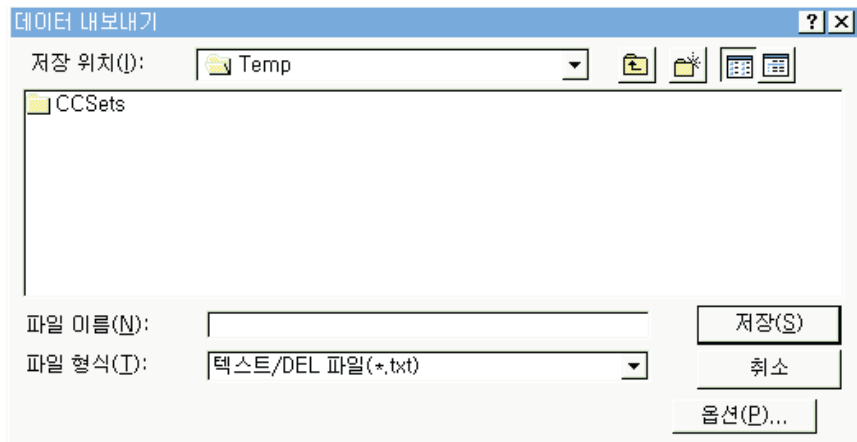 데이터 내보내기
저장 위치(I): Temp
CCSets
파일 이름(N):
저장(S)
파일 형식(T): 텍스트/DEL 파일(*.txt)
취소
옵션(P)...